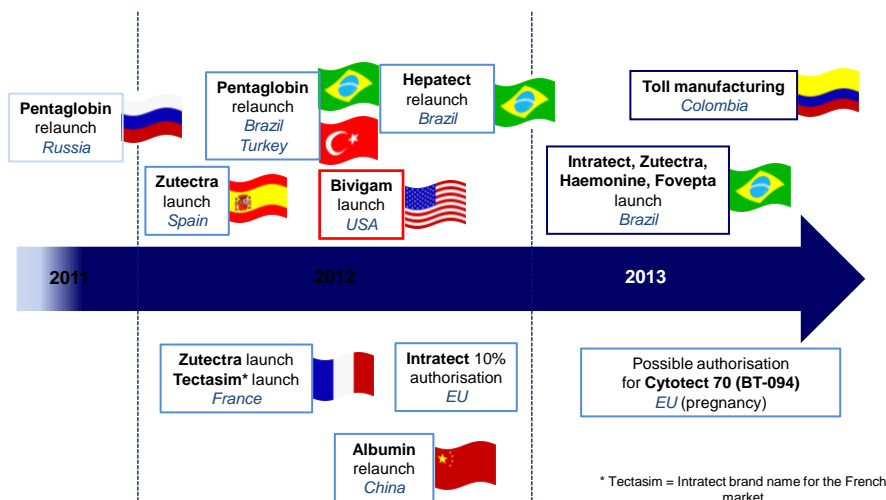 Pentaglobin
relaunch
Russia
Pentaglobin
relaunch
Brazil
Turkey
Hepatect
relaunch
Brazil
Toll manufacturing
Colombia
Zutectra
launch
Spain
Bivigam
launch
USA
Intratect, Zutectra,
Haemonine, Fovepta
launch
Brazil
2011
2012
2013
Zutectra launch
Tectasim* launch
France
Intratect 10%
authorisation
EU
Possible authorisation
for Cytotect 70 (BT-094)
EU (pregnancy)
Albumin
relaunch
China
* Tectasim = Intratect brand name for the French
market